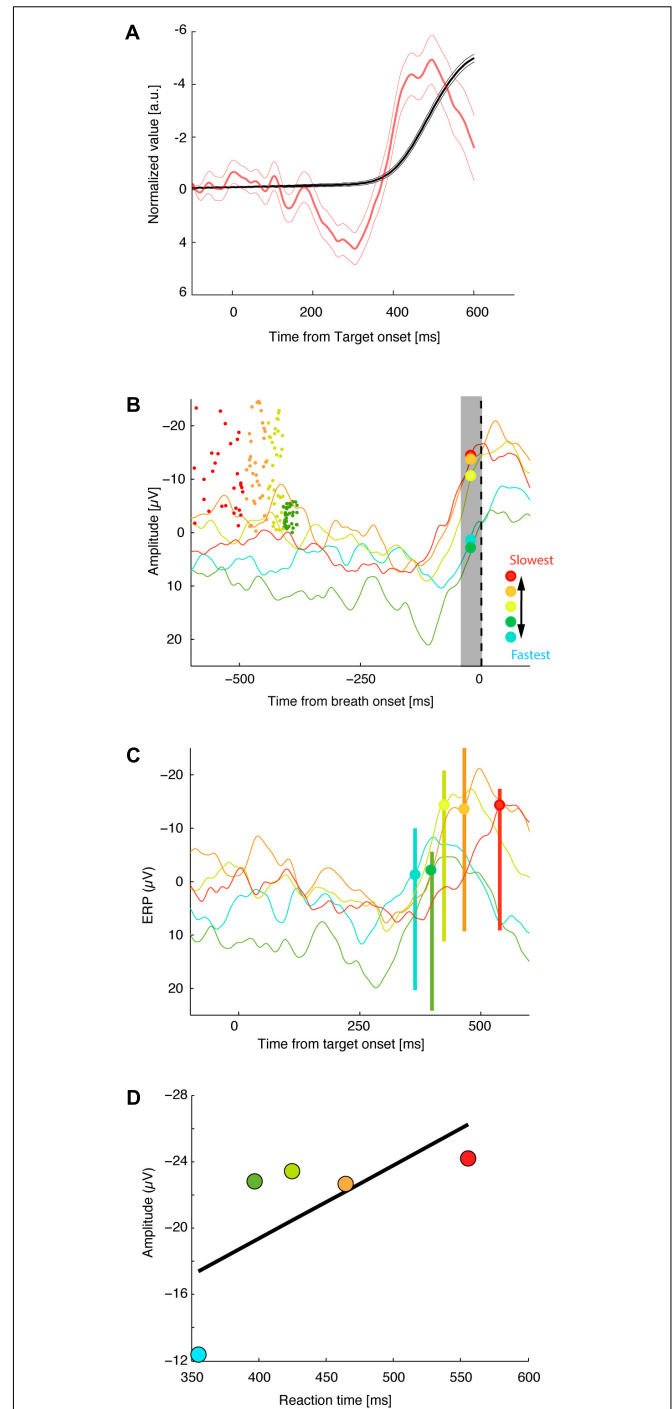 A
-6
-4
-2
0
4
6
Normalized value [a.u.]
0 200 400 600
Time from Target onset [ms]
B
−20
−10
0
10
20
Amplitude [µV]
Slowest
Fastest
−500 −250 0
Time from breath onset [ms]
C
−20
−10
0
10
20
ERP (µV)
0 250 500
Time from target onset [ms]
D
−28
−24
−20
−16
−12
Amplitude (µV)
350 400 450 500 550 600
Reaction time [ms]